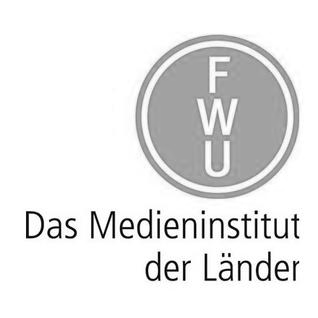 F
W
U
Das Medieninstitut
der Länder